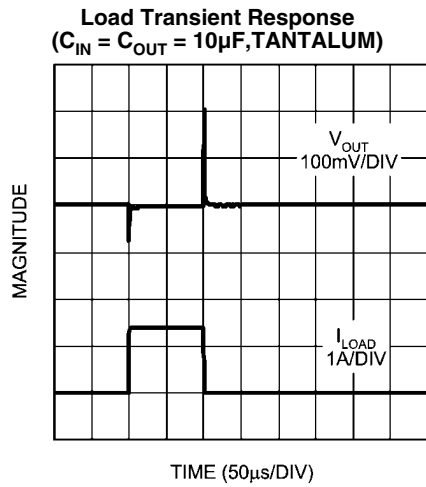 Load Transient Response
(C_IN = C_OUT = 10µF,TANTALUM)
V_OUT
100mV/DIV
MAGNITUDE
I_LOAD
1A/DIV
TIME (50µs/DIV)